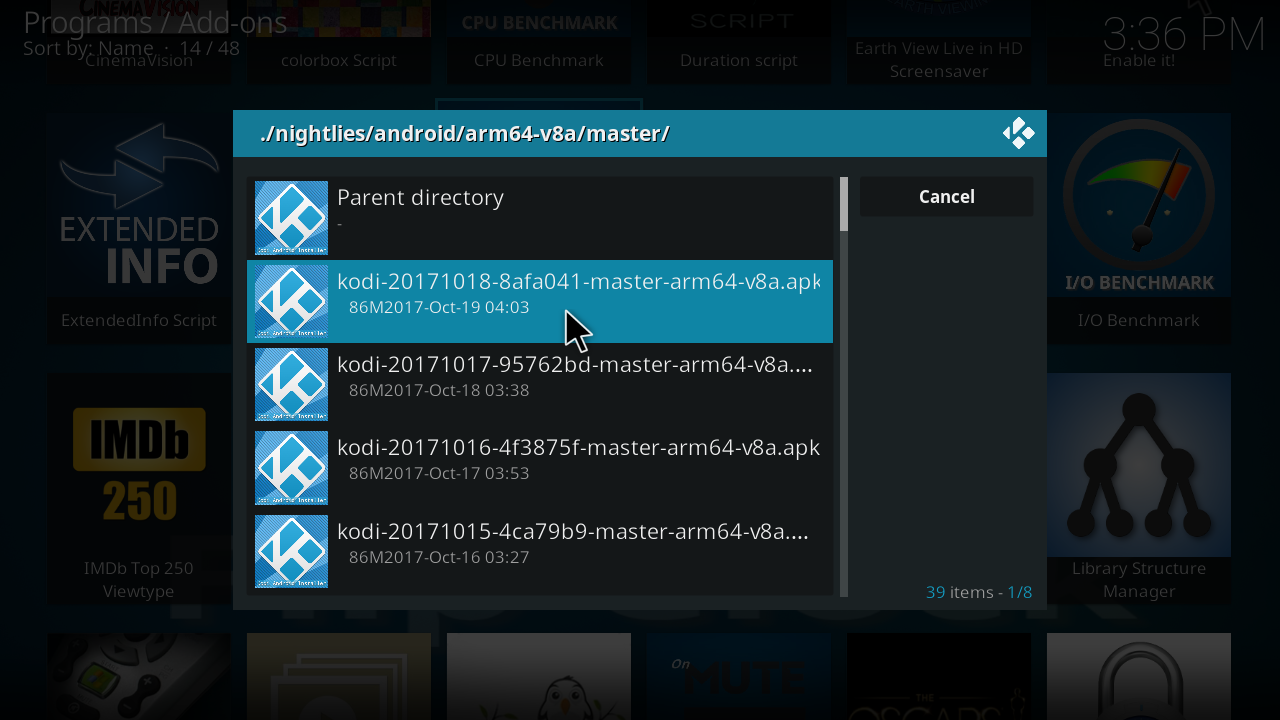 Programs / Add-ons
Sort by: Name · 14 / 48
3:36 PM
CINEMAVISION
CPU BENCHMARK
SCRIPT
CinemaVision
colorbox Script
CPU Benchmark
Duration script
Earth View Live in HD
Screensaver
Enable it!
./nightlies/android/arm64-v8a/master/
Parent directory
-
Cancel
kodi-20171018-8afa041-master-arm64-v8a.apk
86M2017-Oct-19 04:03
kodi-20171017-95762bd-master-arm64-v8a....
86M2017-Oct-18 03:38
kodi-20171016-4f3875f-master-arm64-v8a.apk
86M2017-Oct-17 03:53
kodi-20171015-4ca79b9-master-arm64-v8a....
86M2017-Oct-16 03:27
39 items - 1/8
EXTENDED
INFO
ExtendedInfo Script
I/O BENCHMARK
I/O Benchmark
IMDb
250
IMDb Top 250
Viewtype
Library Structure
Manager
On
MUTE
THE
OSCARS